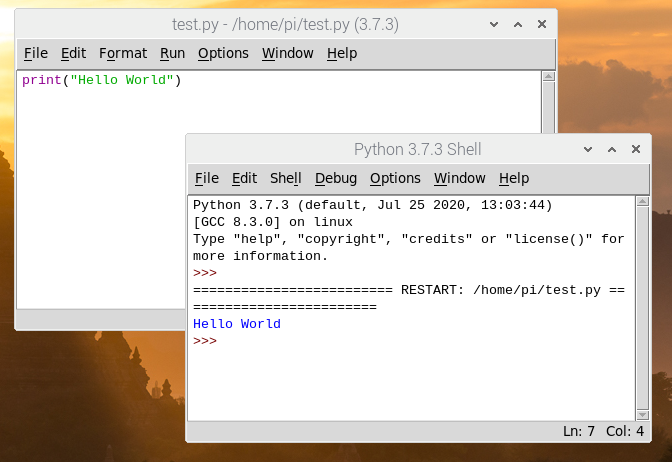 test.py - /home/pi/test.py (3.7.3)
File Edit Format Run Options Window Help
print("Hello World")
Python 3.7.3 Shell
File Edit Shell Debug Options Window Help
Python 3.7.3 (default, Jul 25 2020, 13:03:44)
[GCC 8.3.0] on linux
Type "help", "copyright", "credits" or "license()" for
more information.
>>>
========================= RESTART: /home/pi/test.py ==
=======================
Hello World
>>>
Ln: 7 Col: 4